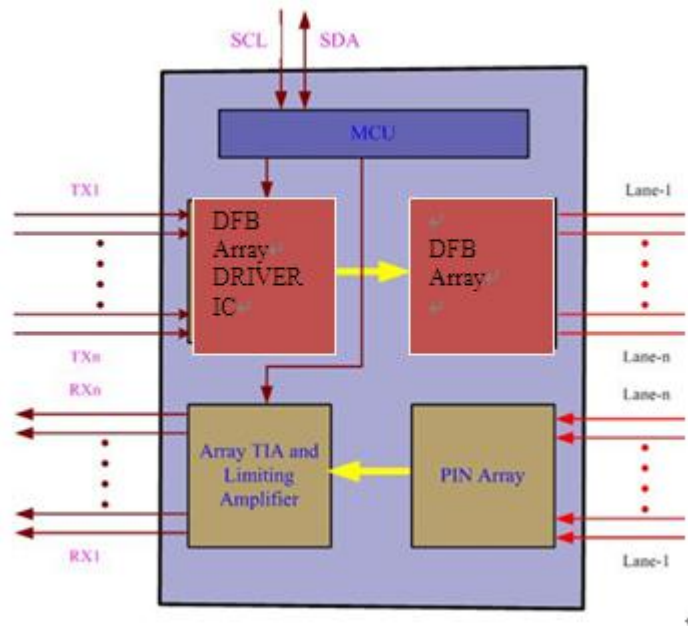 SCL SDA
MCU
TX1
Lane-1
DFB
Array↵
DRIVER
IC↵
↵
DFB
Array↵
↵
TXn
Lane-n
RXn
Lane-n
Array TIA and
Limiting
Amplifier
PIN Array
RX1
Lane-1